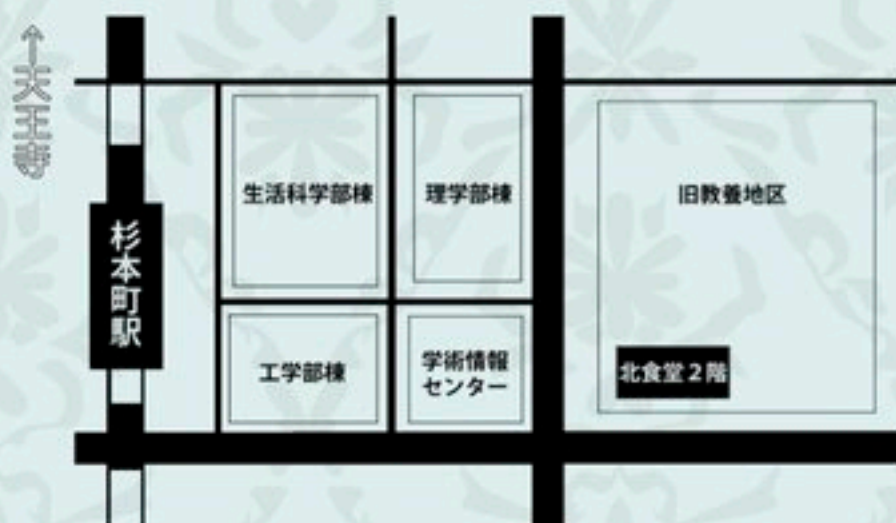 ↑天王寺
杉本町駅
生活科学部棟
理学部棟
旧教養地区
工学部棟
学術情報
センター
北食堂2階